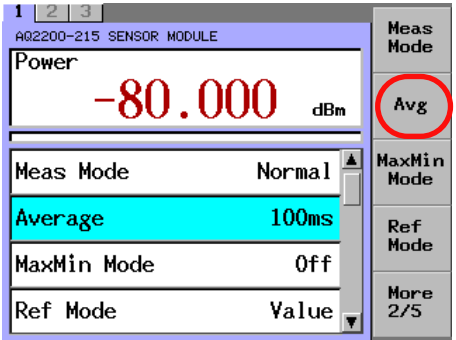 1 2 3
AQ2200-215 SENSOR MODULE
Power
-80.000 dBm
Meas Mode Normal
Average 100ms
MaxMin Mode Off
Ref Mode Value
Meas
Mode
Avg
MaxMin
Mode
Ref
Mode
More
2/5